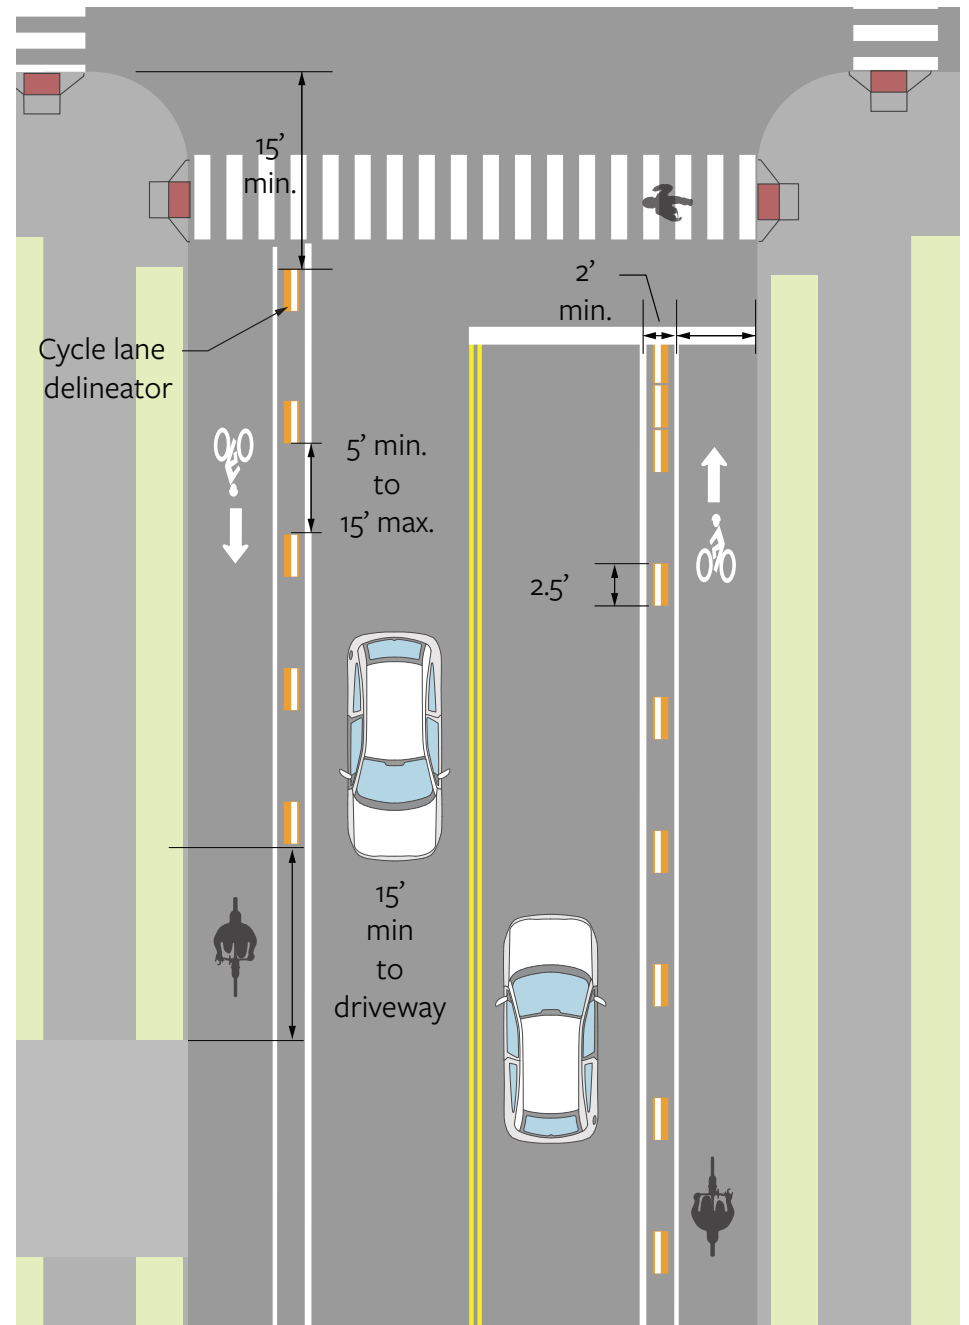 15’
min.
2’
min.
Cycle lane
delineator
5’ min.
to
15’ max.
2.5’
15’
min
to
driveway